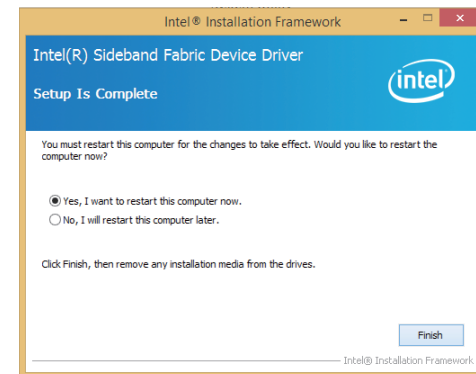 Intel® Installation Framework
Intel(R) Sideband Fabric Device Driver
Setup Is Complete
intel
You must restart this computer for the changes to take effect. Would you like to restart the
computer now?
Yes, I want to restart this computer now.
No, I will restart this computer later.
Click Finish, then remove any installation media from the drives.
Finish
Intel® Installation Framework